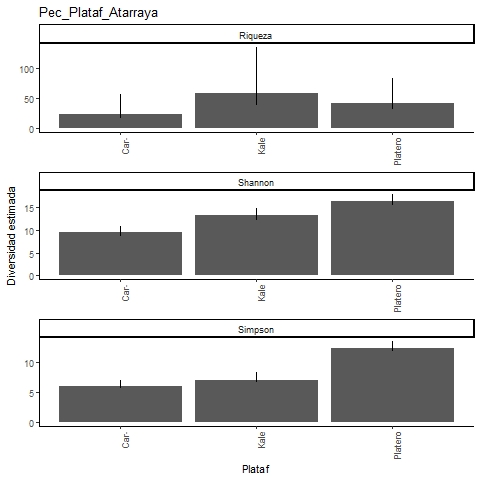 Pec_Plataf_Atarraya
Riqueza
100
50
0
Car-
Kale
Platero
Shannon
15
10
5
0
Car-
Kale
Platero
Simpson
10
5
0
Car-
Kale
Platero
Diversidad estimada
Plataf